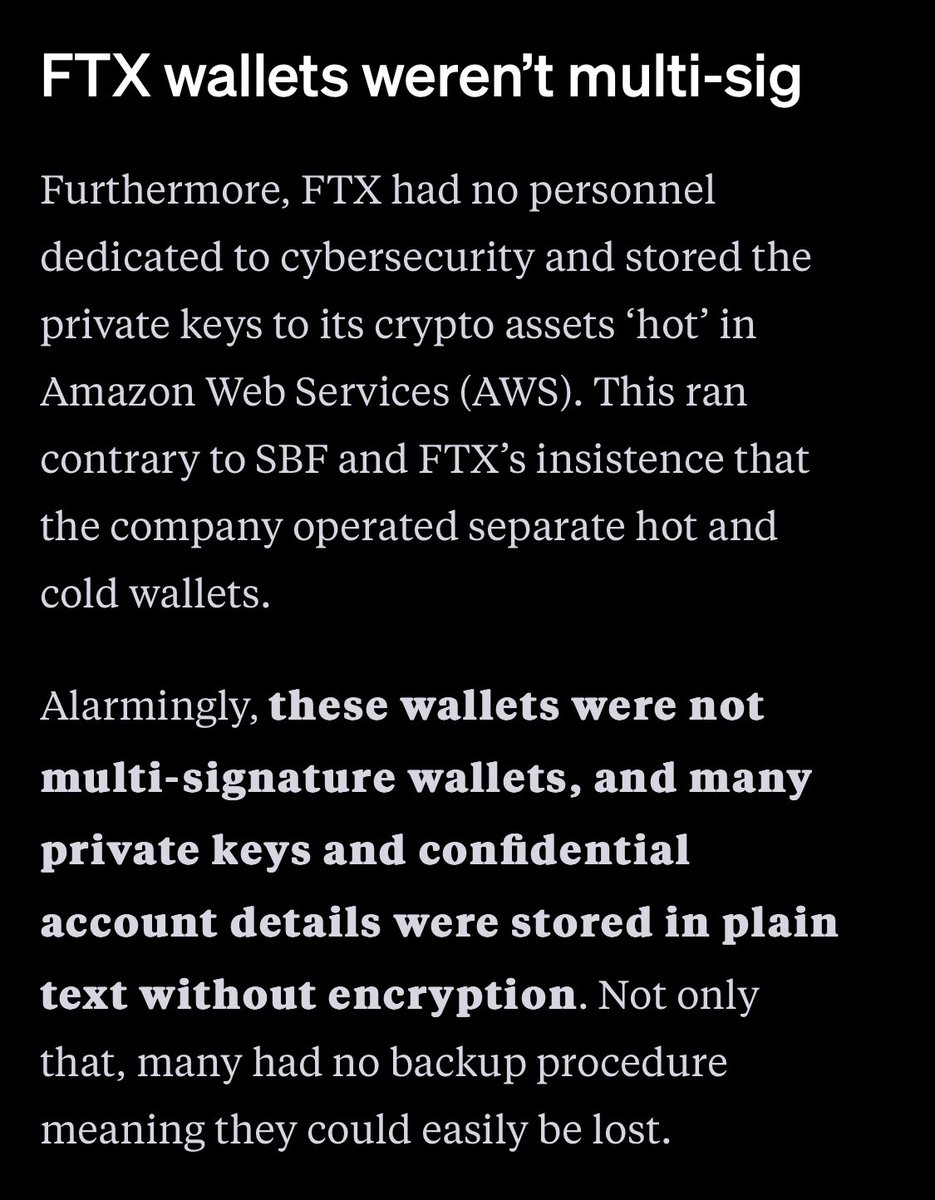 FTX wallets weren’t multi-sig
Furthermore, FTX had no personnel
dedicated to cybersecurity and stored the
private keys to its crypto assets ‘hot’ in
Amazon Web Services (AWS). This ran
contrary to SBF and FTX’s insistence that
the company operated separate hot and
cold wallets.
Alarmingly, these wallets were not
multi-signature wallets, and many
private keys and confidential
account details were stored in plain
text without encryption. Not only
that, many had no backup procedure
meaning they could easily be lost.